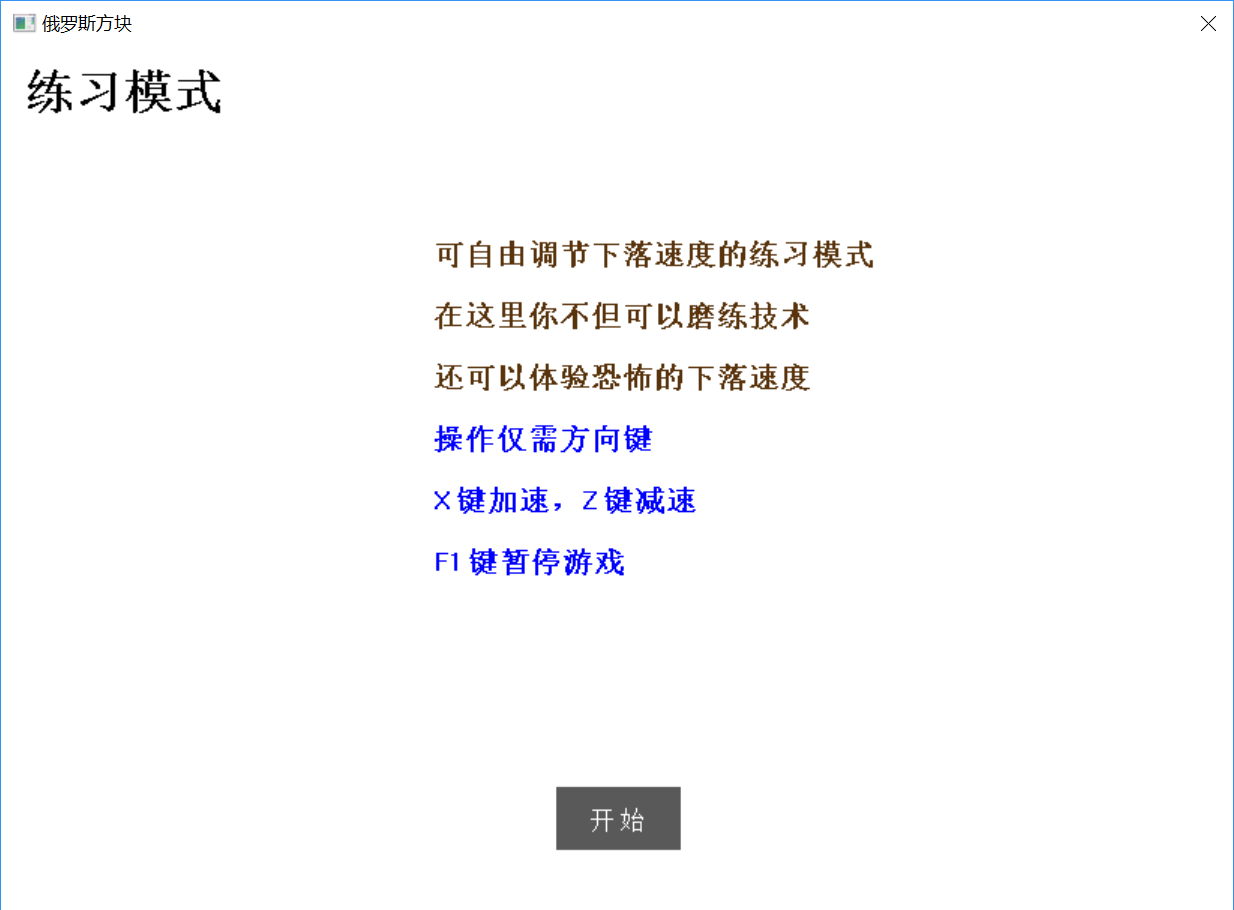 俄罗斯方块
练习模式
可自由调节下落速度的练习模式
在这里你不但可以磨练技术
还可以体验恐怖的下落速度
操作仅需方向键
X键加速，Z键减速
F1键暂停游戏
开始